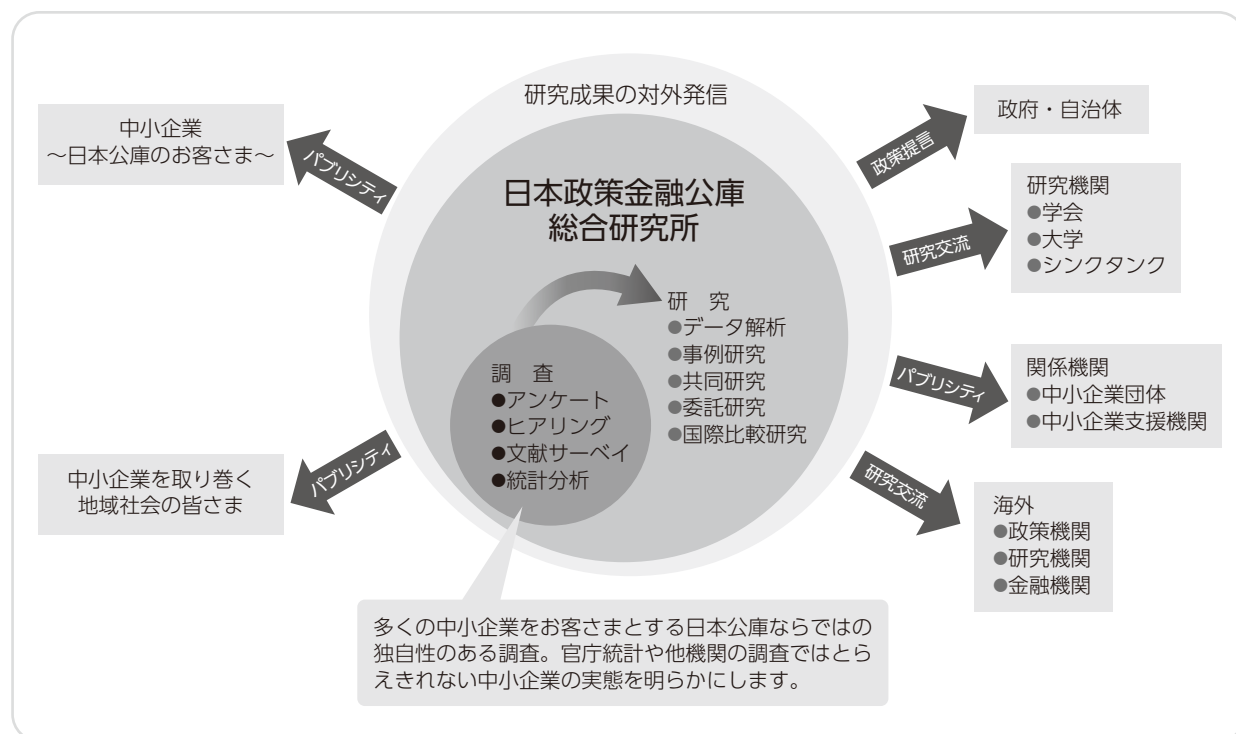 研究成果の対外発信
中小企業
～日本公庫のお客さま～
パブリシティ
中小企業を取り巻く
地域社会の皆さま
パブリシティ
日本政策金融公庫
総合研究所
調　査
●アンケート
●ヒアリング
●文献サーベイ
●統計分析
研　究
●データ解析
●事例研究
●共同研究
●委託研究
●国際比較研究
政策提言
政府・自治体
研究交流
研究機関
●学会
●大学
●シンクタンク
パブリシティ
関係機関
●中小企業団体
●中小企業支援機関
研究交流
海外
●政策機関
●研究機関
●金融機関
多くの中小企業をお客さまとする日本公庫ならではの
独自性のある調査。官庁統計や他機関の調査ではとら
えきれない中小企業の実態を明らかにします。